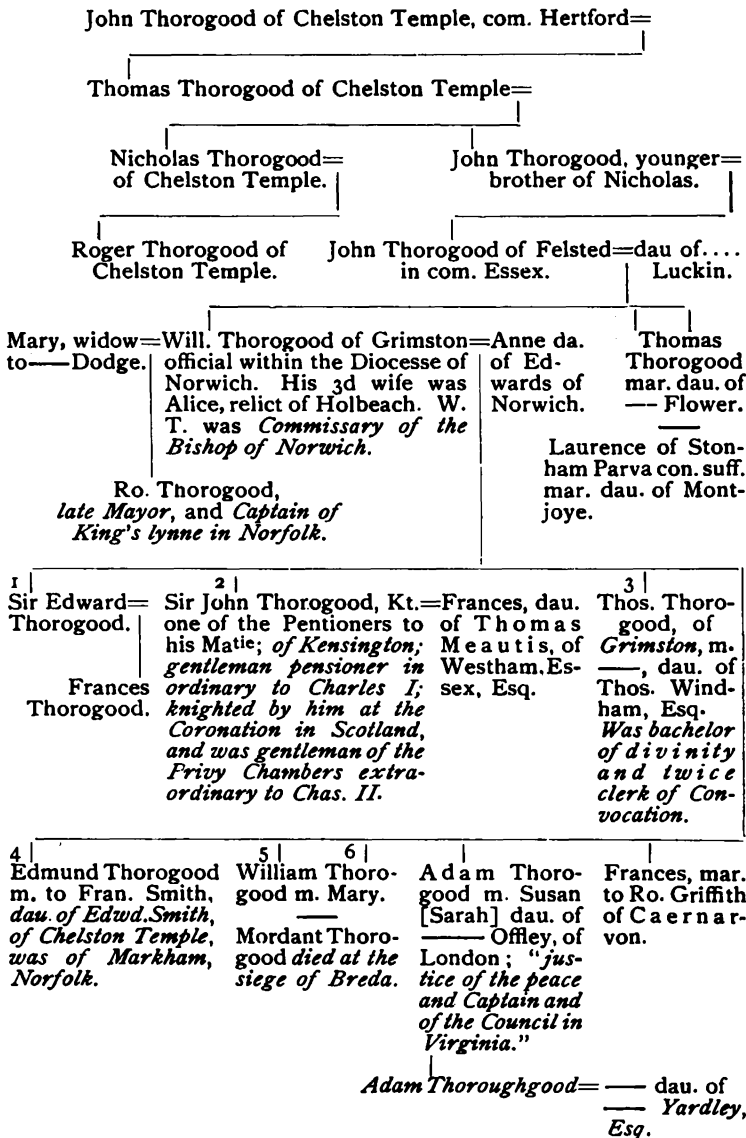 John Thorogood of Chelston Temple, com. Hertford=
Thomas Thorogood of Chelston Temple=
Nicholas Thorogood=
of Chelston Temple.
John Thorogood, younger=
brother of Nicholas.
Roger Thorogood of
Chelston Temple.
John Thorogood of Felsted=dau of....
in com. Essex. Luckin.
Mary, widow=
to——Dodge.
Will. Thorogood of Grimston=
official within the Diocesse of
Norwich. His 3d wife was
Alice, relict of Holbeach. W.
T. was Commissary of the
Bishop of Norwich.
Anne da.
of Ed-
wards of
Norwich.
Thomas
Thorogood
mar. dau. of
— Flower.
—
Laurence of Ston-
ham Parva con. suff.
mar. dau. of Mont-
joye.
Ro. Thorogood,
late Mayor, and Captain of
King's lynne in Norfolk.
1
Sir Edward=
Thorogood.
Frances
Thorogood.
2
Sir John Thorogood, Kt.=
one of the Pentioners to
his Matie; of Kensington;
gentleman pensioner in
ordinary to Charles I;
knighted by him at the
Coronation in Scotland,
and was gentleman of the
Privy Chambers extra-
ordinary to Chas. II.
Frances, dau.
of Thomas
Meautis, of
Westham, Es-
sex, Esq.
3
Thos. Thoro-
good, of
Grimston, m.
——, dau. of
Thos. Wind-
ham, Esq.
Was bachelor
of divinity
and twice
clerk of Con-
vocation.
4
Edmund Thorogood
m. to Fran. Smith,
dau. of Edwd. Smith,
of Chelston Temple,
was of Markham,
Norfolk.
5 6
William Thoro-
good m. Mary.
—
Mordant Thoro-
good died at the
siege of Breda.
Adam Thoro-
good m. Susan
[Sarah] dau. of
—— Offley, of
London; "jus-
tice of the peace
and Captain and
of the Council in
Virginia."
Frances, mar.
to Ro. Griffith
of Caernar-
von.
Adam Thoroughgood= — dau. of
— Yardley,
Esq.